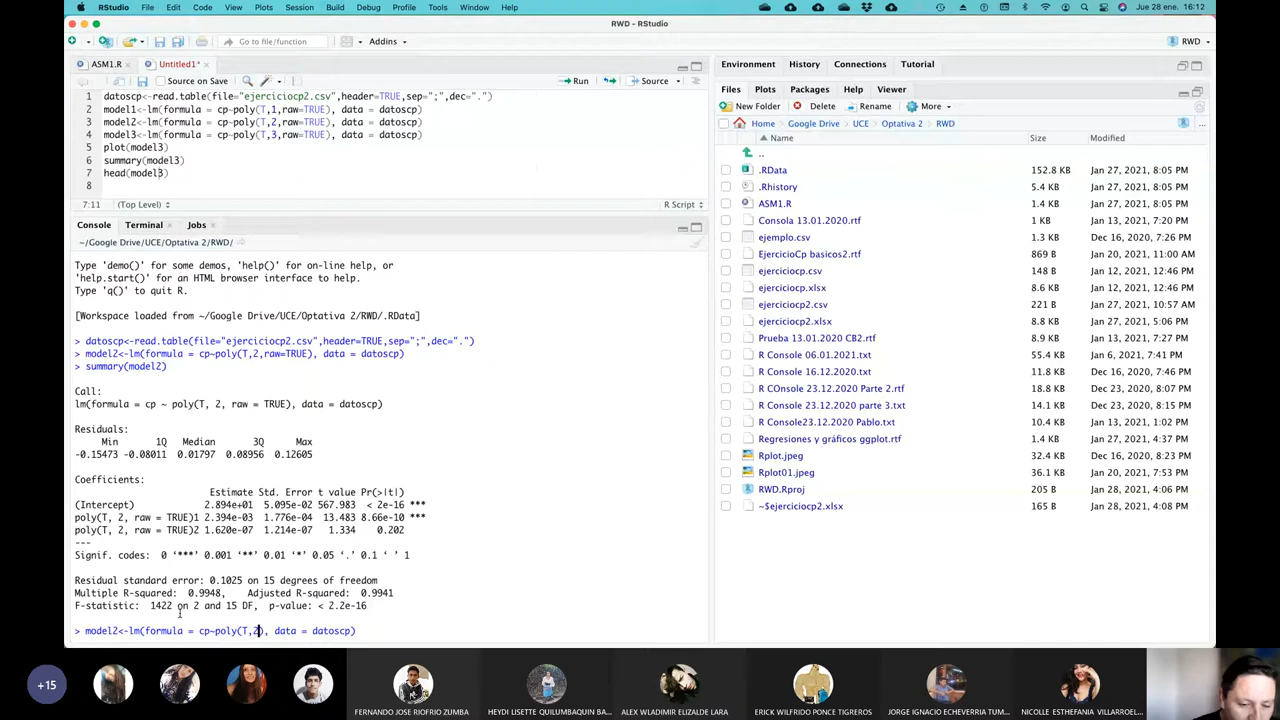 RStudio File Edit Code View Plots Session Build Debug Profile Tools Window Help Jue 28 ene. 16:12
RWD - RStudio
Go to file/function Addins RWD
ASM1.R Untitled1*
Source on Save Run Source
1 datoscp<-read.table(file="ejerciciocp2.csv",header=TRUE,sep=";",dec=".")
2 model1<-lm(formula = cp~poly(T,1,raw=TRUE), data = datoscp)
3 model2<-lm(formula = cp~poly(T,2,raw=TRUE), data = datoscp)
4 model3<-lm(formula = cp~poly(T,3,raw=TRUE), data = datoscp)
5 plot(model3)
6 summary(model3)
7 head(model3)
8
7:11 (Top Level) R Script
Console Terminal Jobs
~/Google Drive/UCE/Optativa 2/RWD/
Type 'demo()' for some demos, 'help()' for on-line help, or
'help.start()' for an HTML browser interface to help.
Type 'q()' to quit R.
[Workspace loaded from ~/Google Drive/UCE/Optativa 2/RWD/.RData]
> datoscp<-read.table(file="ejerciciocp2.csv",header=TRUE,sep=";",dec=".")
> model2<-lm(formula = cp~poly(T,2,raw=TRUE), data = datoscp)
> summary(model2)
Call:
lm(formula = cp ~ poly(T, 2, raw = TRUE), data = datoscp)
Residuals:
Min 1Q Median 3Q Max
-0.15473 -0.08011 0.01797 0.08956 0.12605
Coefficients:
Estimate Std. Error t value Pr(>|t|)
(Intercept) 2.894e+01 5.095e-02 567.983 < 2e-16 ***
poly(T, 2, raw = TRUE)1 2.394e-03 1.776e-04 13.483 8.66e-10 ***
poly(T, 2, raw = TRUE)2 1.620e-07 1.214e-07 1.334 0.202
---
Signif. codes: 0 ‘***’ 0.001 ‘**’ 0.01 ‘*’ 0.05 ‘.’ 0.1 ‘ ’ 1
Residual standard error: 0.1025 on 15 degrees of freedom
Multiple R-squared: 0.9948, Adjusted R-squared: 0.9941
F-statistic: 1422 on 2 and 15 DF, p-value: < 2.2e-16
> model2<-lm(formula = cp~poly(T,2), data = datoscp)
Environment History Connections Tutorial
Files Plots Packages Help Viewer
New Folder Delete Rename More
Home Google Drive UCE Optativa 2 RWD ...
Name Size Modified
..
.RData 152.8 KB Jan 27, 2021, 8:05 PM
.Rhistory 5.4 KB Jan 27, 2021, 8:05 PM
ASM1.R Jan 27, 2021, 8:05 PM
Consola 13.01.2020.rtf 1 KB Jan 13, 2021, 7:20 PM
ejemplo.csv 1.3 KB Dec 16, 2020, 7:26 PM
EjercicioCp basicos2.rtf 869 B Jan 20, 2021, 11:00 AM
ejerciciocp.csv 148 B Jan 12, 2021, 12:46 PM
ejerciciocp.xlsx 8.6 KB Jan 12, 2021, 12:46 PM
ejerciciocp2.csv 221 B Jan 27, 2021, 10:57 AM
ejerciciocp2.xlsx 8.8 KB Jan 27, 2021, 5:06 PM
Prueba 13.01.2020 CB2.rtf 8.9 KB Jan 13, 2021, 7:27 PM
R Console 06.01.2021.txt 55.4 KB Jan 6, 2021, 7:41 PM
R Console 16.12.2020.txt 11.8 KB Dec 16, 2020, 7:46 PM
R COnsole 23.12.2020 Parte 2.rtf 18.8 KB Dec 23, 2020, 8:07 PM
R Console 23.12.2020 parte 3.txt 14.1 KB Dec 23, 2020, 8:15 PM
R Console23.12.2020 Pablo.txt 10.4 KB Jan 13, 2021, 1:02 PM
Regresiones y gráficos ggplot.rtf 1.4 KB Jan 27, 2021, 4:37 PM
Rplot.jpeg 32.4 KB Dec 16, 2020, 8:23 PM
Rplot01.jpeg 36.1 KB Jan 20, 2021, 7:53 PM
RWD.Rproj 205 B Jan 28, 2021, 4:06 PM
~$ejerciciocp2.xlsx 165 B Jan 28, 2021, 4:08 PM
+15
FERNANDO JOSE RIOFRIO ZUMBA HEYDI LISETTE QUILUMBAQUIN BA... ALEX WLADIMIR ELIZALDE LARA ERICK WILFRIDO PONCE TIGREROS JORGE IGNACIO ECHEVERRIA TUM... NICOLLE ESTHEFANIA VILLARROEL...